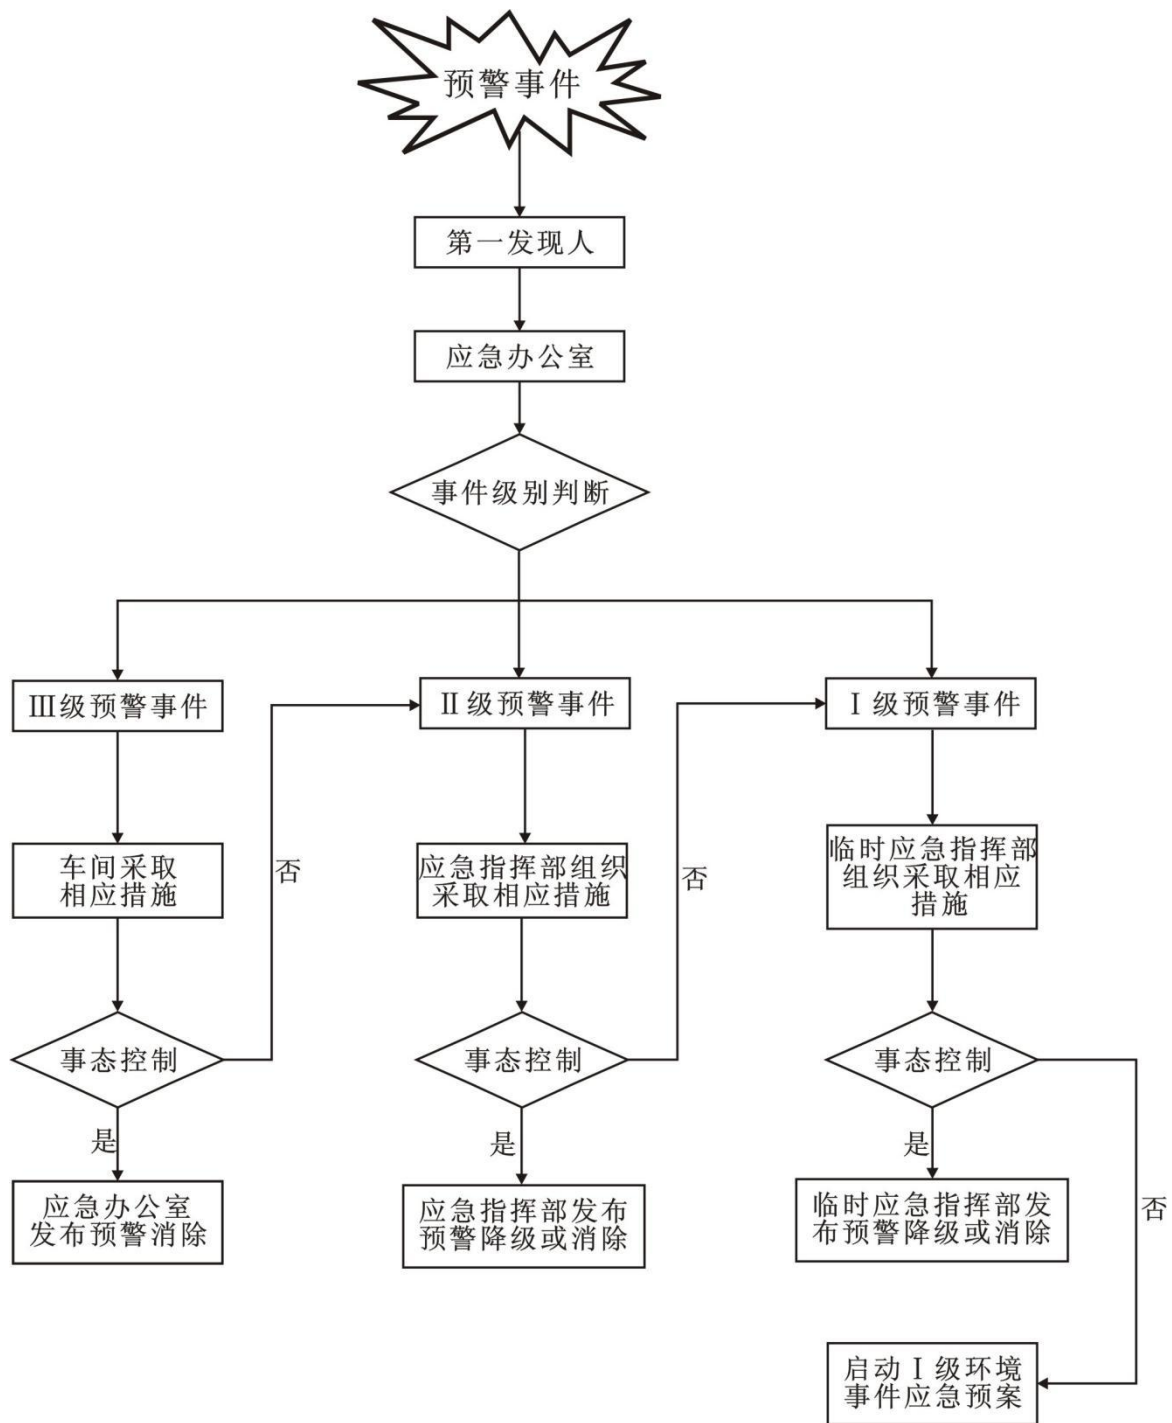 预警事件
第一发现人
应急办公室
事件级别判断
Ⅲ级预警事件
Ⅱ级预警事件
Ⅰ级预警事件
车间采取
相应措施
否
应急指挥部组织
采取相应措施
否
临时应急指挥部
组织采取相应
措施
事态控制
事态控制
事态控制
是
是
是
应急办公室
发布预警消除
应急指挥部发布
预警降级或消除
临时应急指挥部发
布预警降级或消除
否
启动Ⅰ级环境
事件应急预案